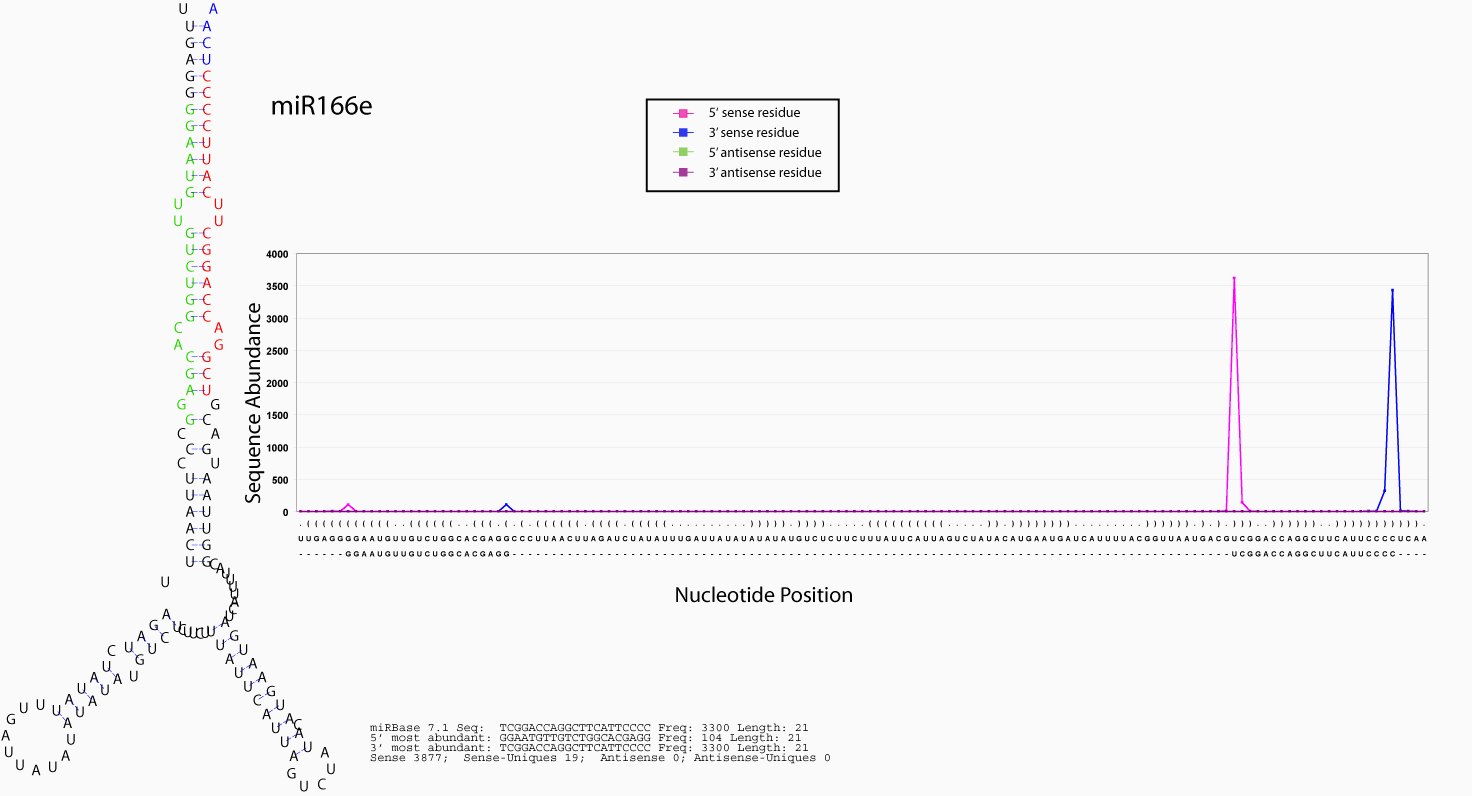 U A
U A
G C
A U
G C
G C
G C
G C
A U
A U
U A
G C
U U
U U
G C
U G
C G
U A
G C
G C
C A
A G
C G
G C
A U
G G
G C
C A
C G
C U
U A
U A
miR166e
5' sense residue
3' sense residue
5' antisense residue
3' antisense residue
Sequence Abundance
4000
3500
3000
2500
2000
1500
1000
500
0
UUGAGGGGAAUGUUGUCUGGCACGAGGCCCUUAACUUAGAUCUAUAUUUGAUUAUAUAUAUAUGUCUCUUCUUUAUUCAUUAGUCUAUACAUGAAUGAUCAUUUUACGGUUAAUGACGUCGGACCAGGCUUCAUUCCCCUCAA
Nucleotide Position
miRBase 7.1 Seq: TCGGACCAGGCTTCATTCCCC Freq: 3300 Length: 21
5' most abundant: GGAATGTTGTCTGGCACGAGG Freq: 104 Length: 21
3' most abundant: TCGGACCAGGCTTCATTCCCC Freq: 3300 Length: 21
Sense 3877; Sense-Uniques 19; Antisense 0; Antisense-Uniques 0